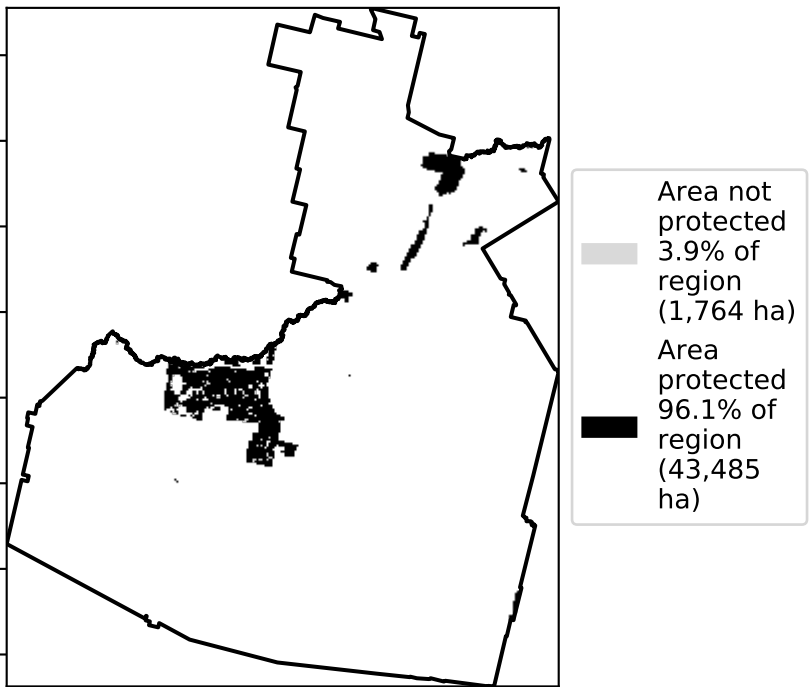 Area not
protected
3.9% of
region
(1,764 ha)
Area
protected
96.1% of
region
(43,485
ha)